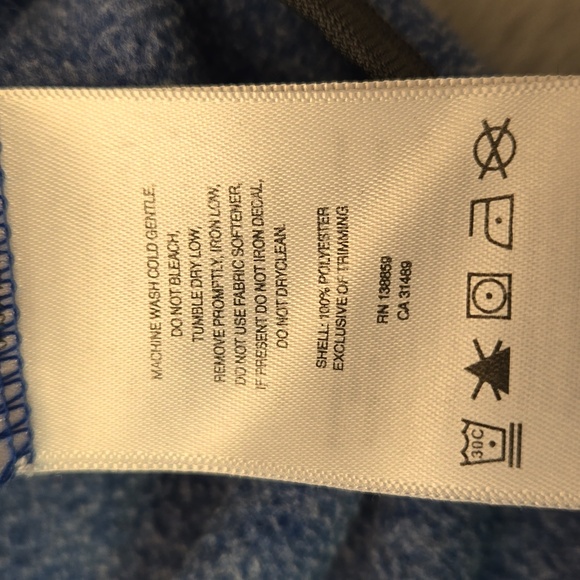 MACHINE WASH COLD GENTLE,
DO NOT BLEACH,
TUMBLE DRY LOW,
REMOVE PROMPTLY, IRON LOW,
DO NOT USE FABRIC SOFTENER,
IF PRESENT DO NOT IRON DECAL,
DO NOT DRYCLEAN.
SHELL: 100% POLYESTER
EXCLUSIVE OF TRIMMING
RN 138859
CA 31489
30C